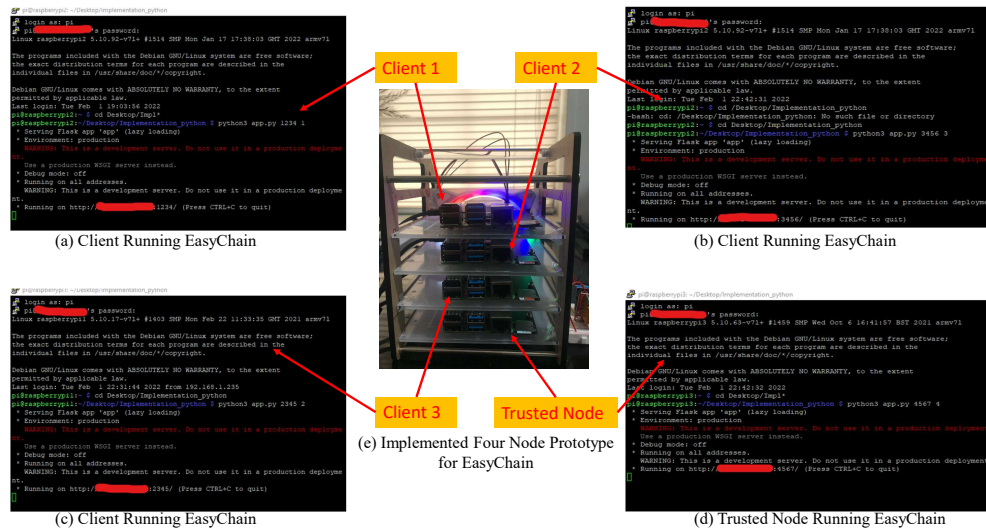 pi@raspberrypi2: ~/Desktop/Implementation_python
login as: pi
pi 's password:
Linux raspberrypi2 5.10.92-v7l+ #1514 SMP Mon Jan 17 17:38:03 GMT 2022 armv7l
The programs included with the Debian GNU/Linux system are free software;
the exact distribution terms for each program are described in the
individual files in /usr/share/doc/*/copyright.
Debian GNU/Linux comes with ABSOLUTELY NO WARRANTY, to the extent
permitted by applicable law.
Last login: Tue Feb 1 19:03:56 2022
pi@raspberrypi2:~ $ cd Desktop/Impl*
pi@raspberrypi2:~/Desktop/Implementation_python $ python3 app.py 1234 1
* Serving Flask app 'app' (lazy loading)
* Environment: production
WARNING: This is a development server. Do not use it in a production deployme
nt.
Use a production WSGI server instead.
* Debug mode: off
* Running on all addresses.
WARNING: This is a development server. Do not use it in a production deployme
nt.
* Running on http:/ :1234/ (Press CTRL+C to quit)
(a) Client Running EasyChain
Client 1
Client 2
login as: pi
pi 's password:
Linux raspberrypi2 5.10.92-v7l+ #1514 SMP Mon Jan 17 17:38:03 GMT 2022 armv7l
The programs included with the Debian GNU/Linux system are free software;
the exact distribution terms for each program are described in the
individual files in /usr/share/doc/*/copyright.
Debian GNU/Linux comes with ABSOLUTELY NO WARRANTY, to the extent
permitted by applicable law.
Last login: Tue Feb 1 22:42:31 2022
pi@raspberrypi2:~ $ cd /Desktop/Implementation_python
-bash: cd: /Desktop/Implementation_python: No such file or directory
pi@raspberrypi2:~ $ cd Desktop/Implementation_python
pi@raspberrypi2:~/Desktop/Implementation_python $ python3 app.py 3456 3
* Serving Flask app 'app' (lazy loading)
* Environment: production
WARNING: This is a development server. Do not use it in a production deployme
nt.
Use a production WSGI server instead.
* Debug mode: off
* Running on all addresses.
WARNING: This is a development server. Do not use it in a production deployme
nt.
* Running on http:/ :3456/ (Press CTRL+C to quit)
(b) Client Running EasyChain
pi@raspberrypi1: ~/Desktop/Implementation_python
login as: pi
pi 's password:
Linux raspberrypi1 5.10.17-v7l+ #1403 SMP Mon Feb 22 11:33:35 GMT 2021 armv7l
The programs included with the Debian GNU/Linux system are free software;
the exact distribution terms for each program are described in the
individual files in /usr/share/doc/*/copyright.
Debian GNU/Linux comes with ABSOLUTELY NO WARRANTY, to the extent
permitted by applicable law.
Last login: Tue Feb 1 22:31:44 2022 from 192.168.1.235
pi@raspberrypi1:~ $ cd Desktop/Implementation_python
pi@raspberrypi1:~/Desktop/Implementation_python $ python3 app.py 2345 2
* Serving Flask app 'app' (lazy loading)
* Environment: production
WARNING: This is a development server. Do not use it in a production deployme
nt.
Use a production WSGI server instead.
* Debug mode: off
* Running on all addresses.
WARNING: This is a development server. Do not use it in a production deployme
nt.
* Running on http:/ :2345/ (Press CTRL+C to quit)
(c) Client Running EasyChain
Client 3
Trusted Node
(e) Implemented Four Node Prototype
for EasyChain
pi@raspberrypi3: ~/Desktop/Implementation_python
login as: pi
pi 's password:
Linux raspberrypi3 5.10.63-v7l+ #1459 SMP Wed Oct 6 16:41:57 BST 2021 armv7l
The programs included with the Debian GNU/Linux system are free software;
the exact distribution terms for each program are described in the
individual files in /usr/share/doc/*/copyright.
Debian GNU/Linux comes with ABSOLUTELY NO WARRANTY, to the extent
permitted by applicable law.
Last login: Tue Feb 1 22:42:32 2022
pi@raspberrypi3:~ $ cd Desktop/Impl*
pi@raspberrypi3:~/Desktop/Implementation_python $ python3 app.py 4567 4
* Serving Flask app 'app' (lazy loading)
* Environment: production
WARNING: This is a development server. Do not use it in a production deployment
Use a production WSGI server instead.
* Debug mode: off
* Running on all addresses.
WARNING: This is a development server. Do not use it in a production deployment
* Running on http:/ :4567/ (Press CTRL+C to quit)
(d) Trusted Node Running EasyChain